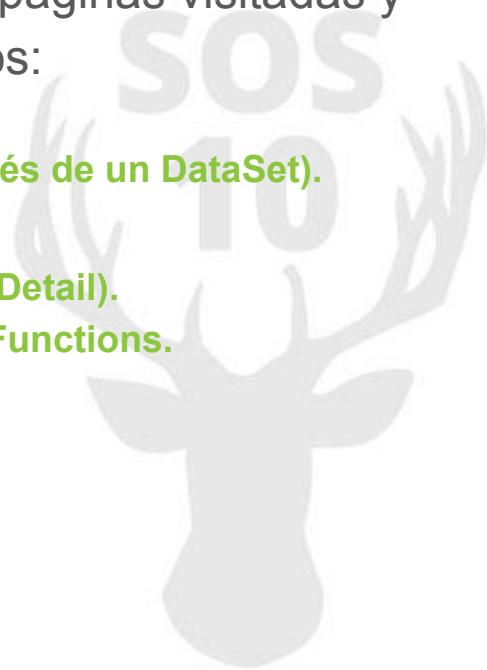 páginas visitadas y
os:
SOS
10
és de un DataSet).
Detail).
Functions.